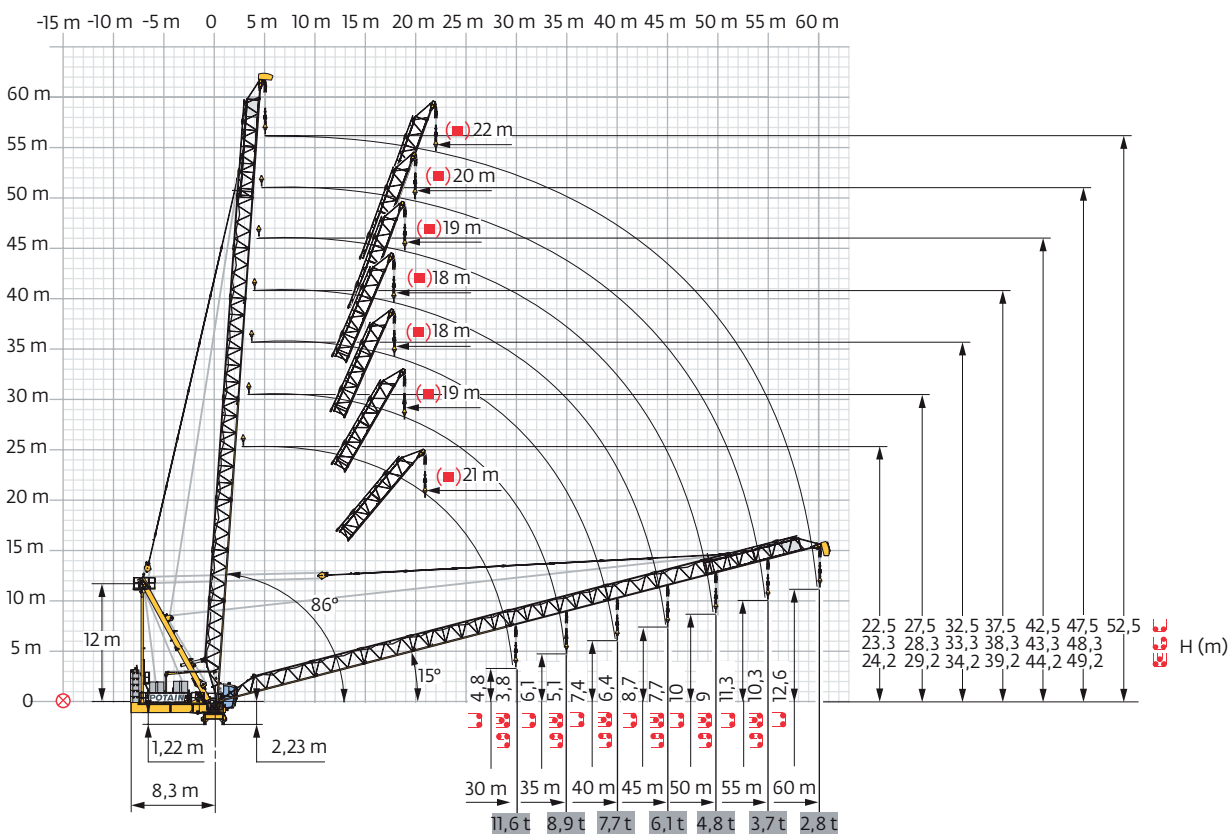 -15 m -10 m -5 m 0 5 m 10 m 15 m 20 m 25 m 30 m 35 m 40 m 45 m 50 m 55 m 60 m
60 m
55 m
50 m
45 m
40 m
35 m
30 m
25 m
20 m
15 m
10 m
5 m
0
22 m
20 m
19 m
18 m
18 m
19 m
21 m
86°
15°
12 m
POTAIN
1,22 m
2,23 m
8,3 m
4,8
3,8
6,1
5,1
7,4
6,4
8,7
7,7
10
9
11,3
10,3
12,6
22,5 27,5 32,5 37,5 42,5 47,5 52,5
23,3 28,3 33,3 38,3 43,3 48,3
24,2 29,2 34,2 39,2 44,2 49,2
H (m)
30 m 35 m 40 m 45 m 50 m 55 m 60 m
11,6 t 8,9 t 7,7 t 6,1 t 4,8 t 3,7 t 2,8 t